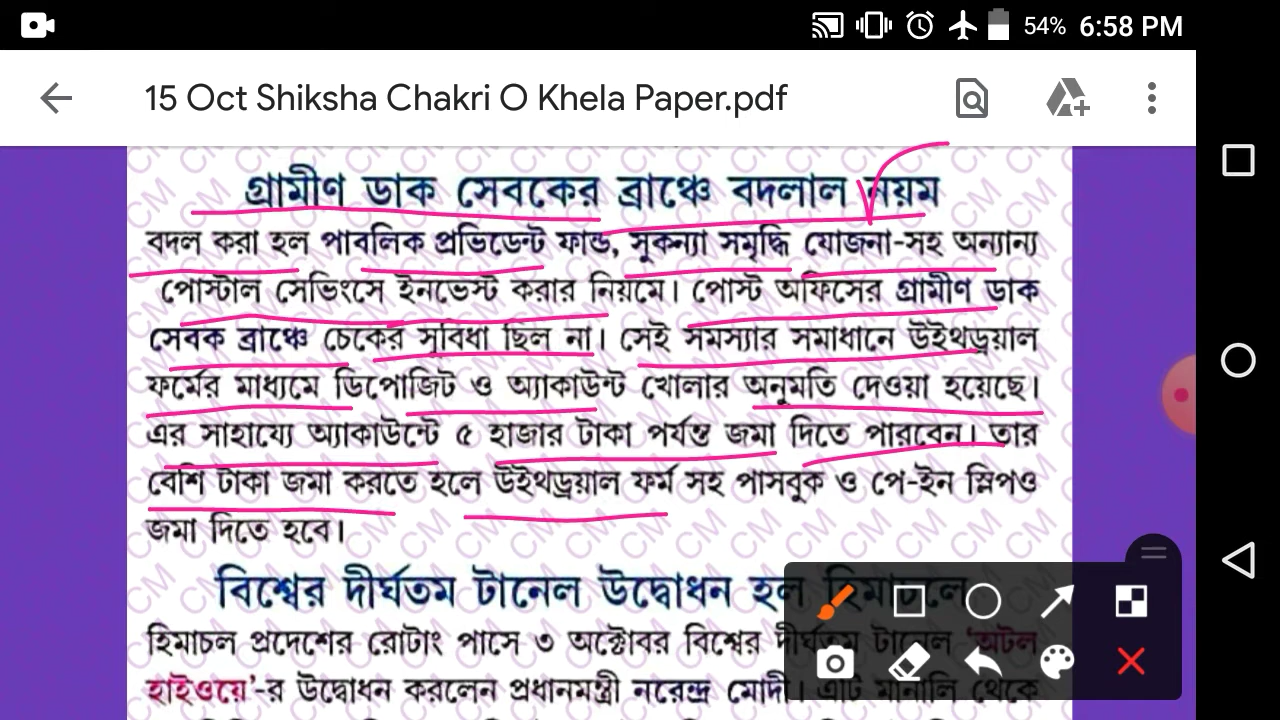 54% 6:58 PM
15 Oct Shiksha Chakri O Khela Paper.pdf
গ্রামীণ ডাক সেবকের ব্রাঞ্চে বদলাল নিয়ম
বদল করা হল পাবলিক প্রভিডেন্ট ফান্ড, সুকন্যা সমৃদ্ধি যোজনা-সহ অন্যান্য
পোস্টাল সেভিংসে ইনভেস্ট করার নিয়মে। পোস্ট অফিসের গ্রামীণ ডাক
সেবক ব্রাঞ্চে চেকের সুবিধা ছিল না। সেই সমস্যার সমাধানে উইথড্রয়াল
ফর্মের মাধ্যমে ডিপোজিট ও অ্যাকাউন্ট খোলার অনুমতি দেওয়া হয়েছে।
এর সাহায্যে অ্যাকাউন্টে ৫ হাজার টাকা পর্যন্ত জমা দিতে পারবেন। তার
বেশি টাকা জমা করতে হলে উইথড্রয়াল ফর্ম সহ পাসবুক ও পে-ইন স্লিপও
জমা দিতে হবে।
বিশ্বের দীর্ঘতম টানেল উদ্বোধন হল হিমাচলে
হিমাচল প্রদেশের রোটাং পাসে ৩ অক্টোবর বিশ্বের দীর্ঘতম টানেল ‘অটল
হাইওয়ে’-র উদ্বোধন করলেন প্রধানমন্ত্রী নরেন্দ্র মোদী। এটি মানালি থেকে